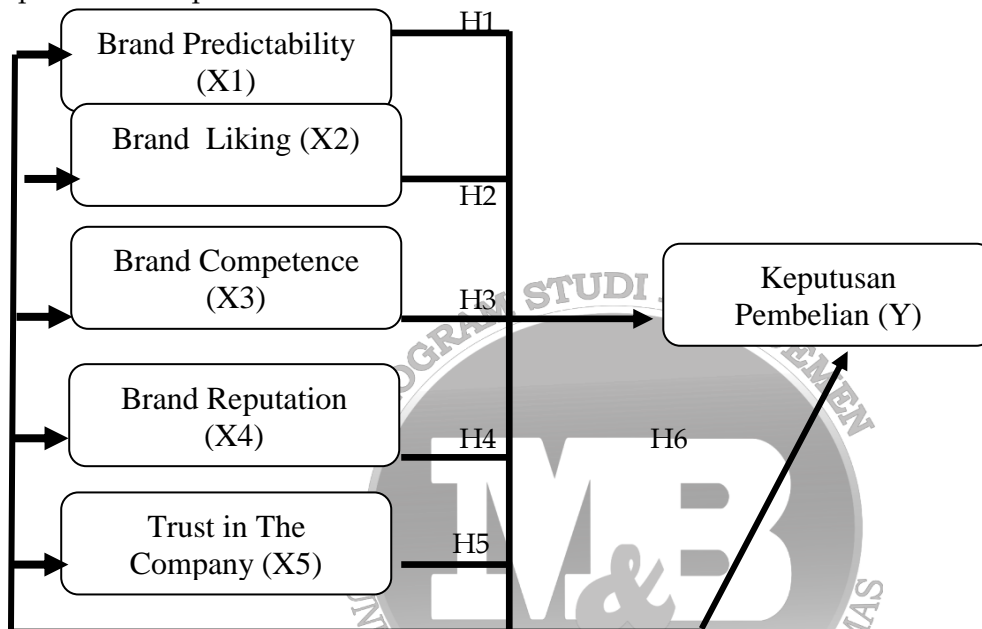 H1
Brand Predictability
(X1)
Brand Liking (X2)
H2
Brand Competence
(X3)
H3
Keputusan
Pembelian (Y)
Brand Reputation
(X4)
H4
H6
Trust in The
Company (X5)
H5
STUDI
M&B